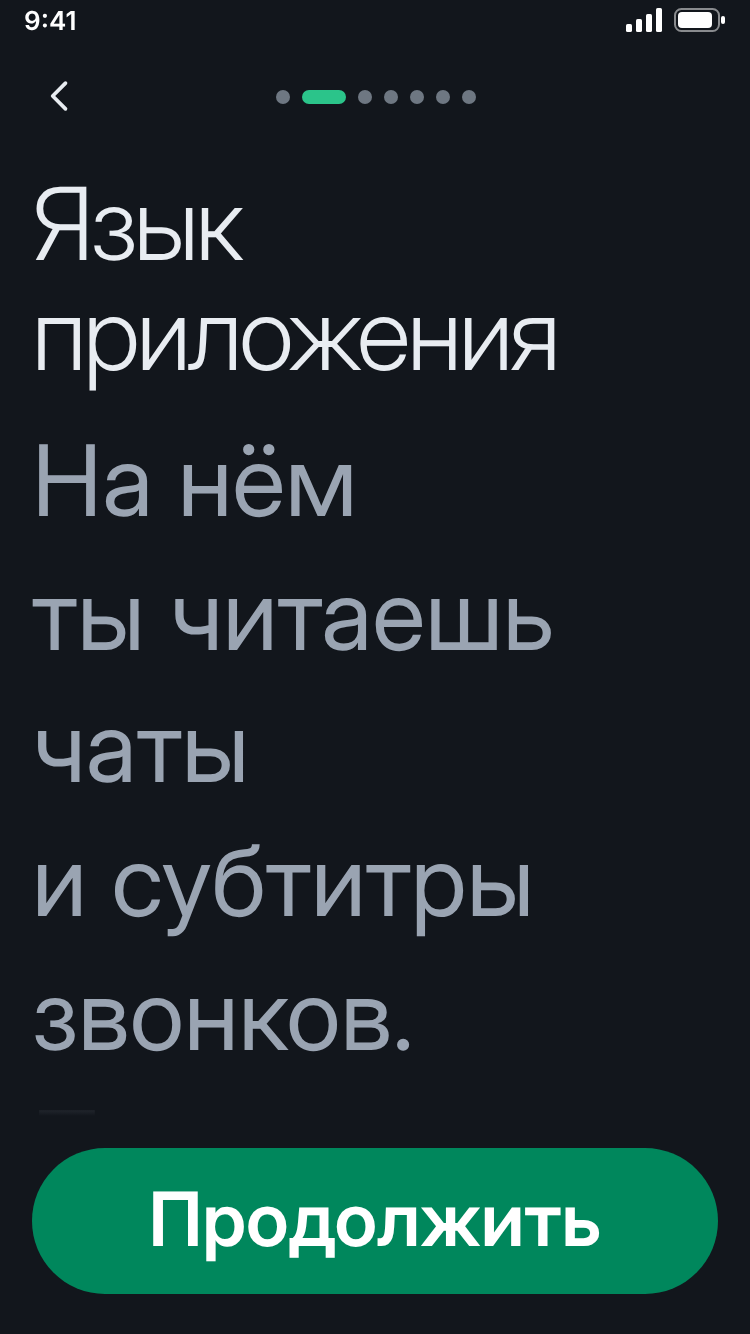 9:41
Язык
приложения
На нём
ты читаешь
чаты
и субтитры
звонков.
Продолжить